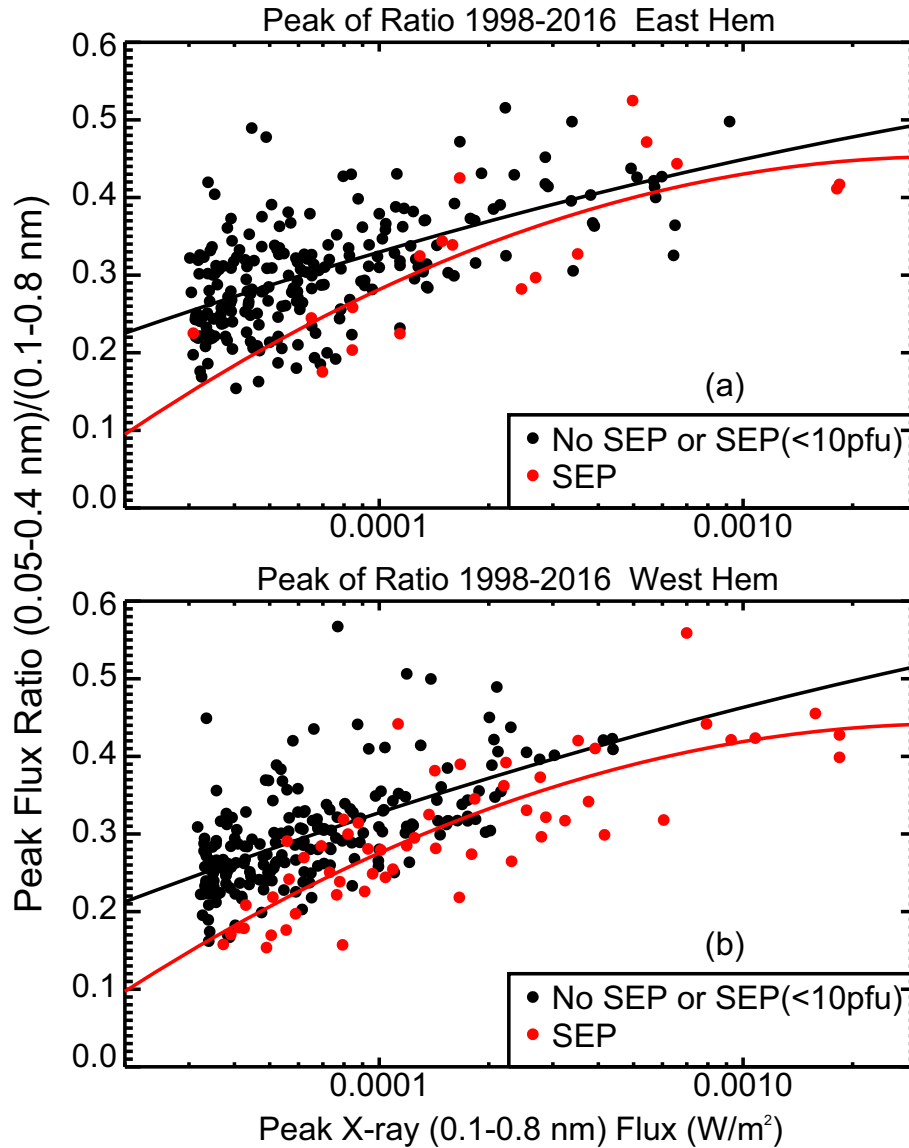 Peak of Ratio 1998-2016 East Hem
0.6
0.5
0.4
0.3
0.2
0.1
0.0
(a)
No SEP or SEP(<10pfu)
SEP
0.0001
0.0010
Peak Flux Ratio (0.05-0.4 nm)/(0.1-0.8 nm)
Peak of Ratio 1998-2016 West Hem
0.6
0.5
0.4
0.3
0.2
0.1
0.0
(b)
No SEP or SEP(<10pfu)
SEP
0.0001
0.0010
Peak X-ray (0.1-0.8 nm) Flux (W/m²)